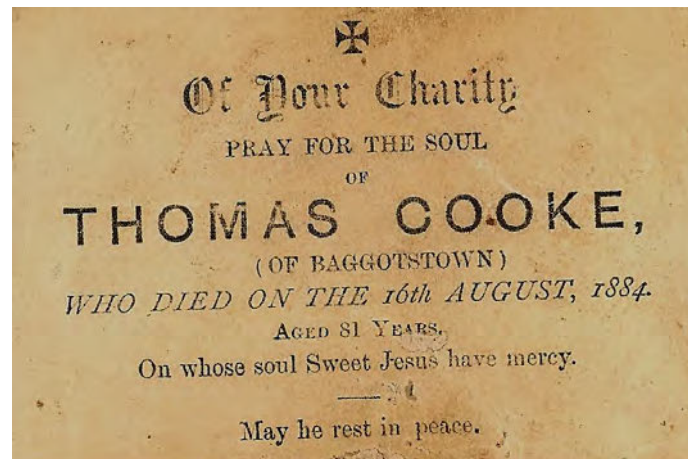 Of Your Charity
PRAY FOR THE SOUL
OF
THOMAS COOKE,
(OF BAGGOTSTOWN)
WHO DIED ON THE 16th AUGUST, 1884.
AGED 81 YEARS.
On whose soul Sweet Jesus have mercy.
May he rest in peace.